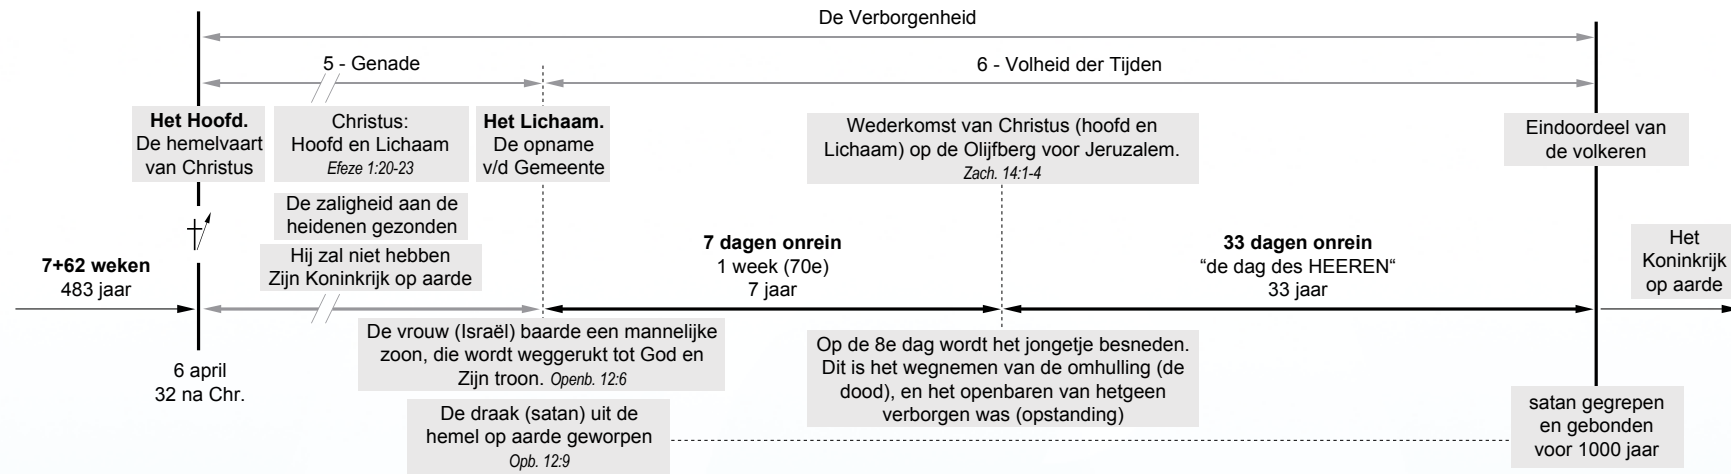 De Verborgenheid
5 - Genade
6 - Volheid der Tijden
Het Hoofd.
De hemelvaart
van Christus
Christus:
Hoofd en Lichaam
Efeze 1:20-23
Het Lichaam.
De opname
v/d Gemeente
Wederkomst van Christus (hoofd en
Lichaam) op de Olijfberg voor Jeruzalem.
Zach. 14:1-4
Eindoordeel van
de volkeren
De zaligheid aan de
heidenen gezonden
Hij zal niet hebben
Zijn Koninkrijk op aarde
7+62 weken
483 jaar
7 dagen onrein
1 week (70e)
7 jaar
33 dagen onrein
“de dag des HEEREN“
33 jaar
Het
Koninkrijk
op aarde
6 april
32 na Chr.
De vrouw (Israël) baarde een mannelijke
zoon, die wordt weggerukt tot God en
Zijn troon. Openb. 12:6
Op de 8e dag wordt het jongetje besneden.
Dit is het wegnemen van de omhulling (de
dood), en het openbaren van hetgeen
verborgen was (opstanding)
De draak (satan) uit de
hemel op aarde geworpen
Opb. 12:9
satan gegrepen
en gebonden
voor 1000 jaar